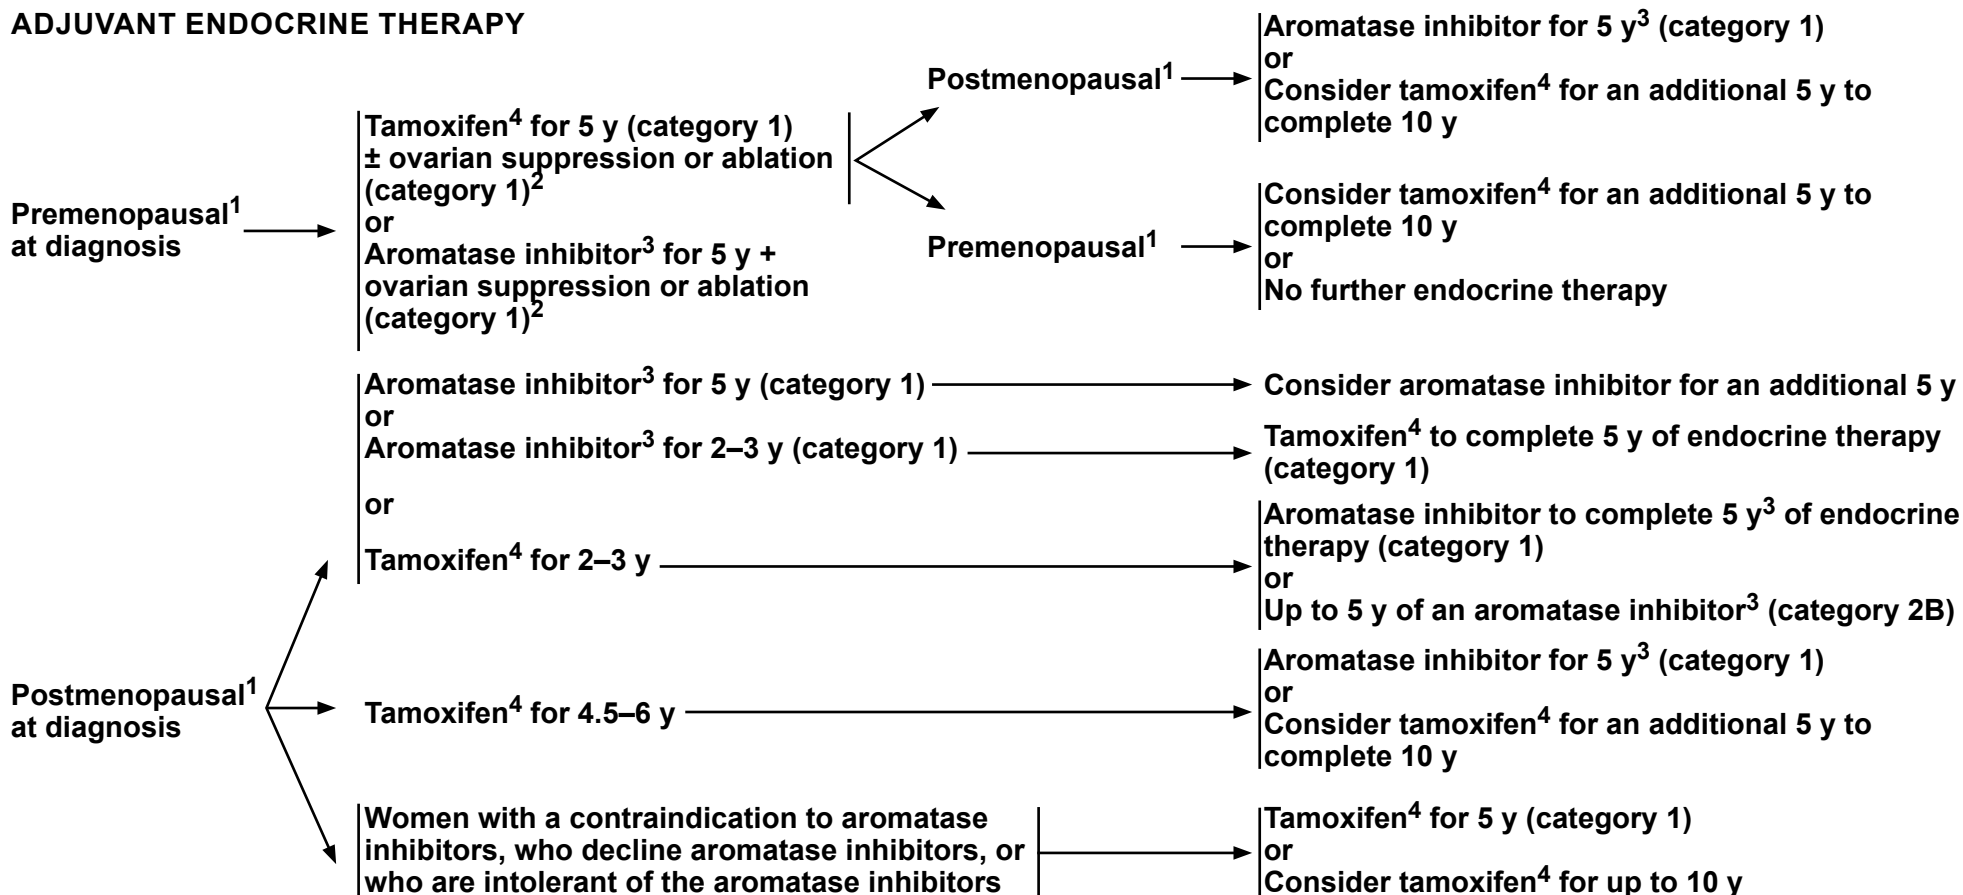 ADJUVANT ENDOCRINE THERAPY
Premenopausal¹
at diagnosis
Tamoxifen⁴ for 5 y (category 1)
± ovarian suppression or ablation
(category 1)²
or
Aromatase inhibitor³ for 5 y +
ovarian suppression or ablation
(category 1)²
Postmenopausal¹
Aromatase inhibitor for 5 y³ (category 1)
or
Consider tamoxifen⁴ for an additional 5 y to
complete 10 y
Premenopausal¹
Consider tamoxifen⁴ for an additional 5 y to
complete 10 y
or
No further endocrine therapy
Postmenopausal¹
at diagnosis
Aromatase inhibitor³ for 5 y (category 1)
Consider aromatase inhibitor for an additional 5 y
or
Aromatase inhibitor³ for 2–3 y (category 1)
Tamoxifen⁴ to complete 5 y of endocrine therapy
(category 1)
or
Tamoxifen⁴ for 2–3 y
Aromatase inhibitor to complete 5 y³ of endocrine
therapy (category 1)
or
Up to 5 y of an aromatase inhibitor³ (category 2B)
Tamoxifen⁴ for 4.5–6 y
Aromatase inhibitor for 5 y³ (category 1)
or
Consider tamoxifen⁴ for an additional 5 y to
complete 10 y
Women with a contraindication to aromatase
inhibitors, who decline aromatase inhibitors, or
who are intolerant of the aromatase inhibitors
Tamoxifen⁴ for 5 y (category 1)
or
Consider tamoxifen⁴ for up to 10 y